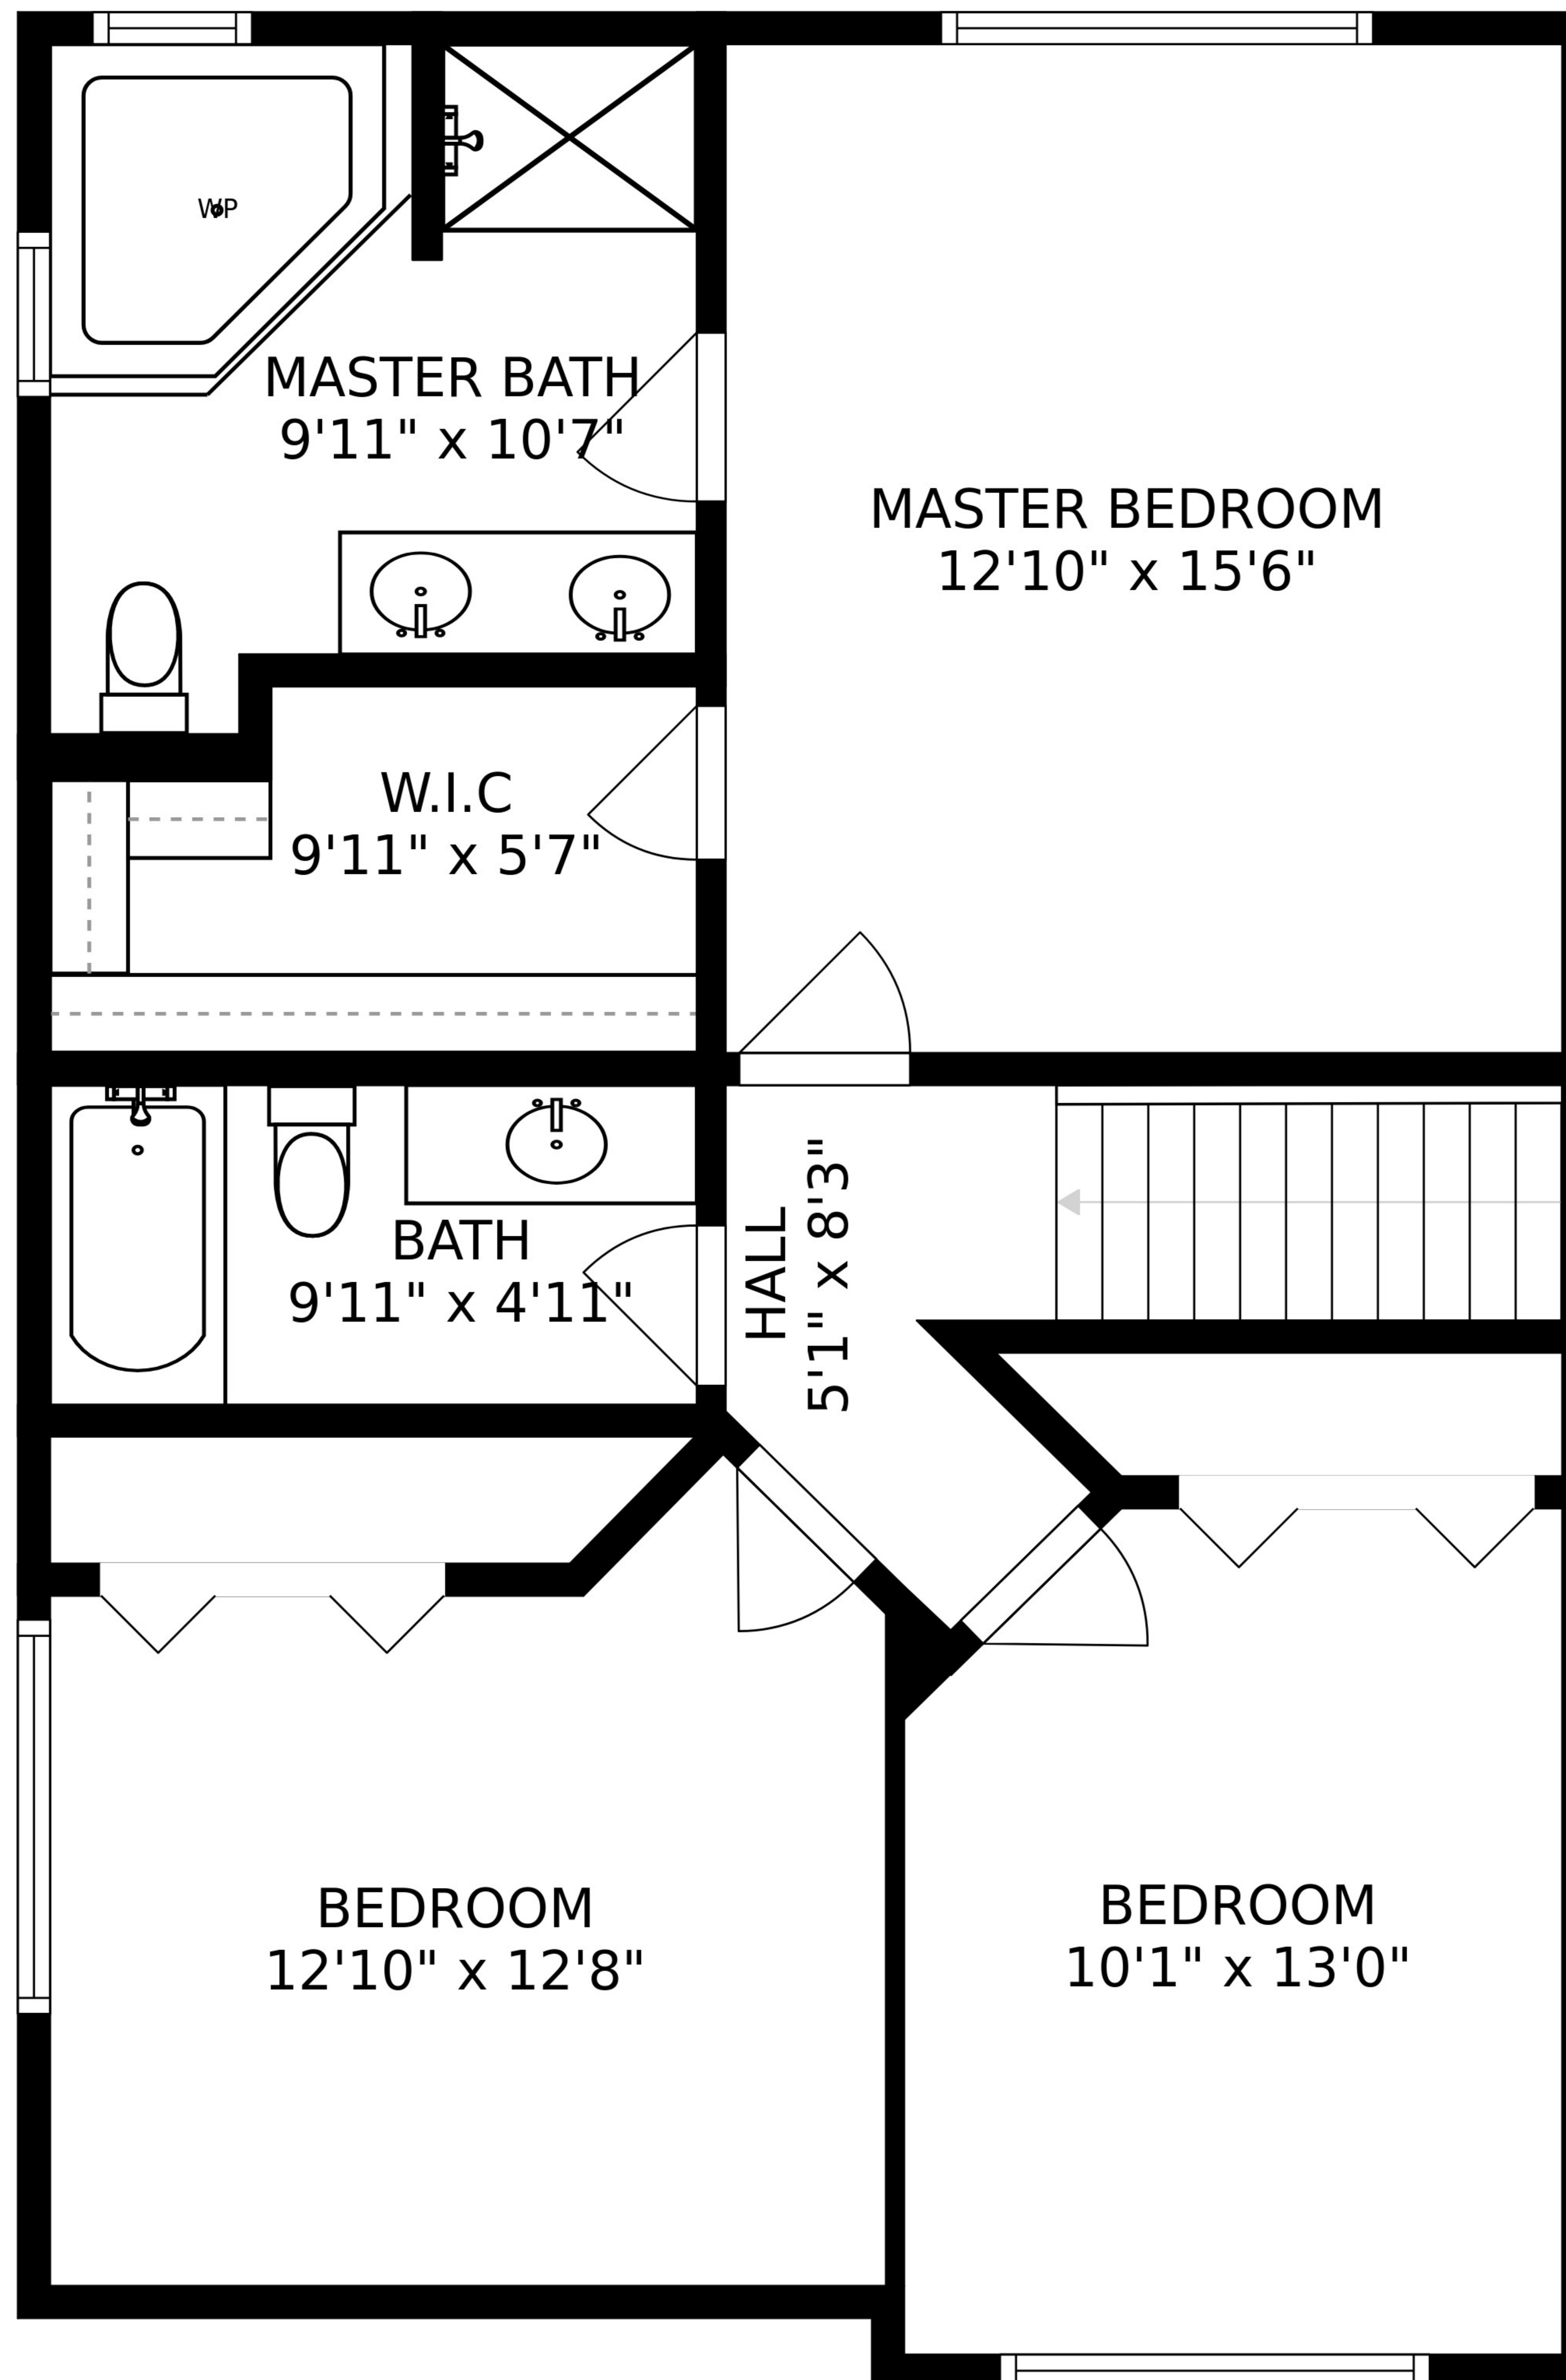 WP
MASTER BATH
9'11" x 10'7"
MASTER BEDROOM
12'10" x 15'6"
W.I.C
9'11" x 5'7"
HALL
5'1" x 8'3"
BATH
9'11" x 4'11"
BEDROOM
12'10" x 12'8"
BEDROOM
10'1" x 13'0"